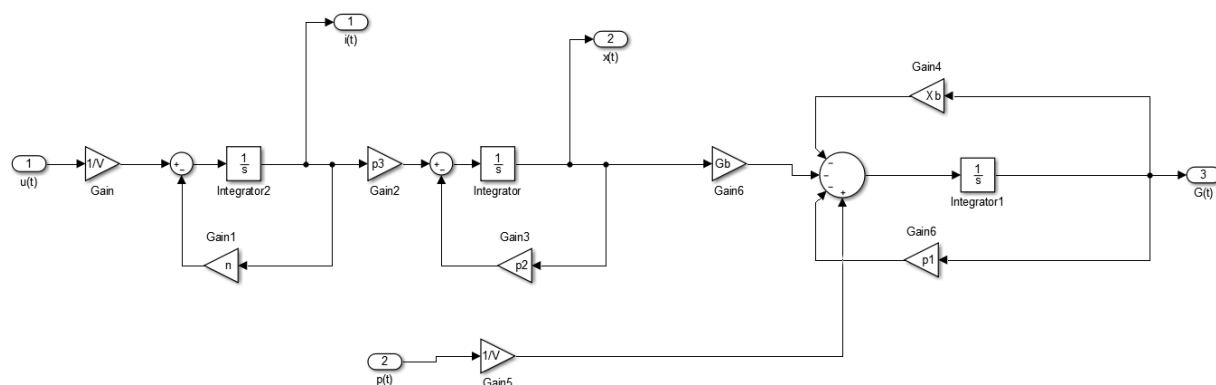 1
i(t)
2
x(t)
Gain4
Xb
1
u(t)
1/V
Gain
+
−
1
s
Integrator2
p3
Gain2
+
−
1
s
Integrator
Gb
Gain6
−
−
−
+
1
s
Integrator1
3
G(t)
Gain1
n
Gain3
p2
Gain6
p1
2
p(t)
1/V
Gain5